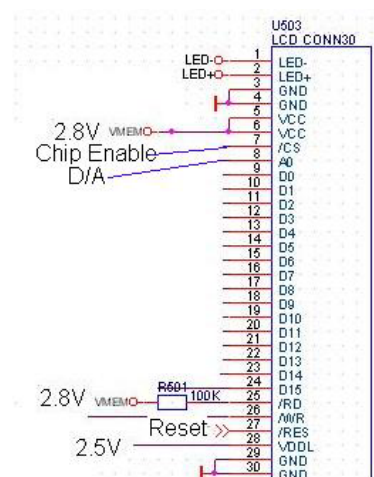 U503
LCD CONN30
LED- 1 LED-
LED+ 2 LED+
3 GND
4 GND
5 VCC
2.8V VMEM 6 VCC
Chip Enable 7 /CS
D/A 8 A0
9 D0
10 D1
11 D2
12 D3
13 D4
14 D5
15 D6
16 D7
17 D8
18 D9
19 D10
20 D11
21 D12
22 D13
23 D14
24 D15
2.8V VMEM R501 100K 25 /RD
26 /WR
Reset 27 /RES
2.5V 28 VDDL
29 GND
30 GND